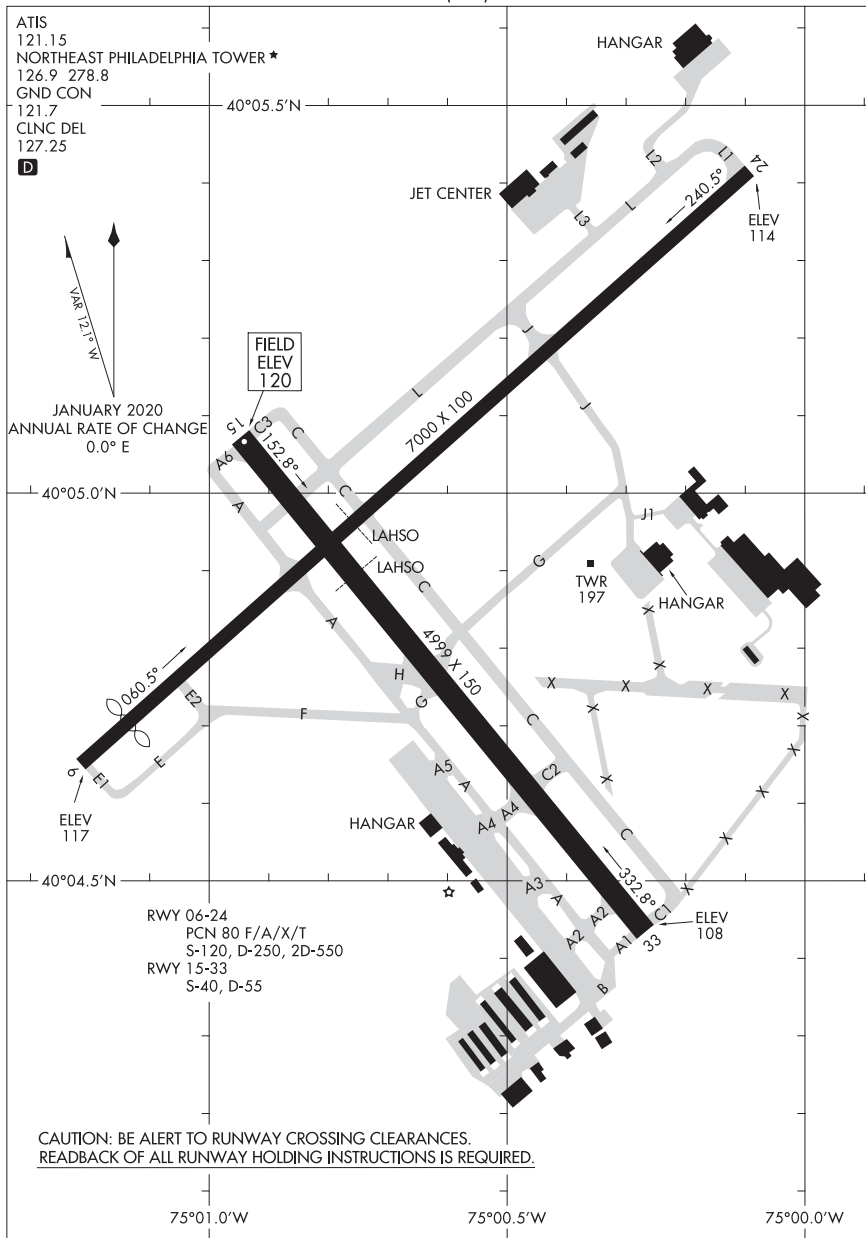 ATIS
121.15
NORTHEAST PHILADELPHIA TOWER ★
126.9 278.8
GND CON
121.7
CLNC DEL
127.25
D
HANGAR
40°05.5'N
JET CENTER
L2
L1
24
240.5°
L
L3
ELEV
114
J
VAR 12.1° W
FIELD
ELEV
120
L
7000 X 100
J
JANUARY 2020
ANNUAL RATE OF CHANGE
0.0° E
15
C3
C
152.8°
A6
40°05.0'N
C
A
J1
LAHSO
LAHSO
G
C
TWR
197
HANGAR
X
A
4999 X 150
X
H
G
060.5°
E2
F
X
X
X
X
X
X
C
X
E
9
E1
A5
A
C2
X
X
ELEV
117
HANGAR
A4
A4
C
X
40°04.5'N
A3
A
332.8°
X
C1
RWY 06-24
PCN 80 F/A/X/T
S-120, D-250, 2D-550
RWY 15-33
S-40, D-55
A2
A2
A1
33
ELEV
108
B
CAUTION: BE ALERT TO RUNWAY CROSSING CLEARANCES.
READBACK OF ALL RUNWAY HOLDING INSTRUCTIONS IS REQUIRED.
75°01.0'W
75°00.5'W
75°00.0'W